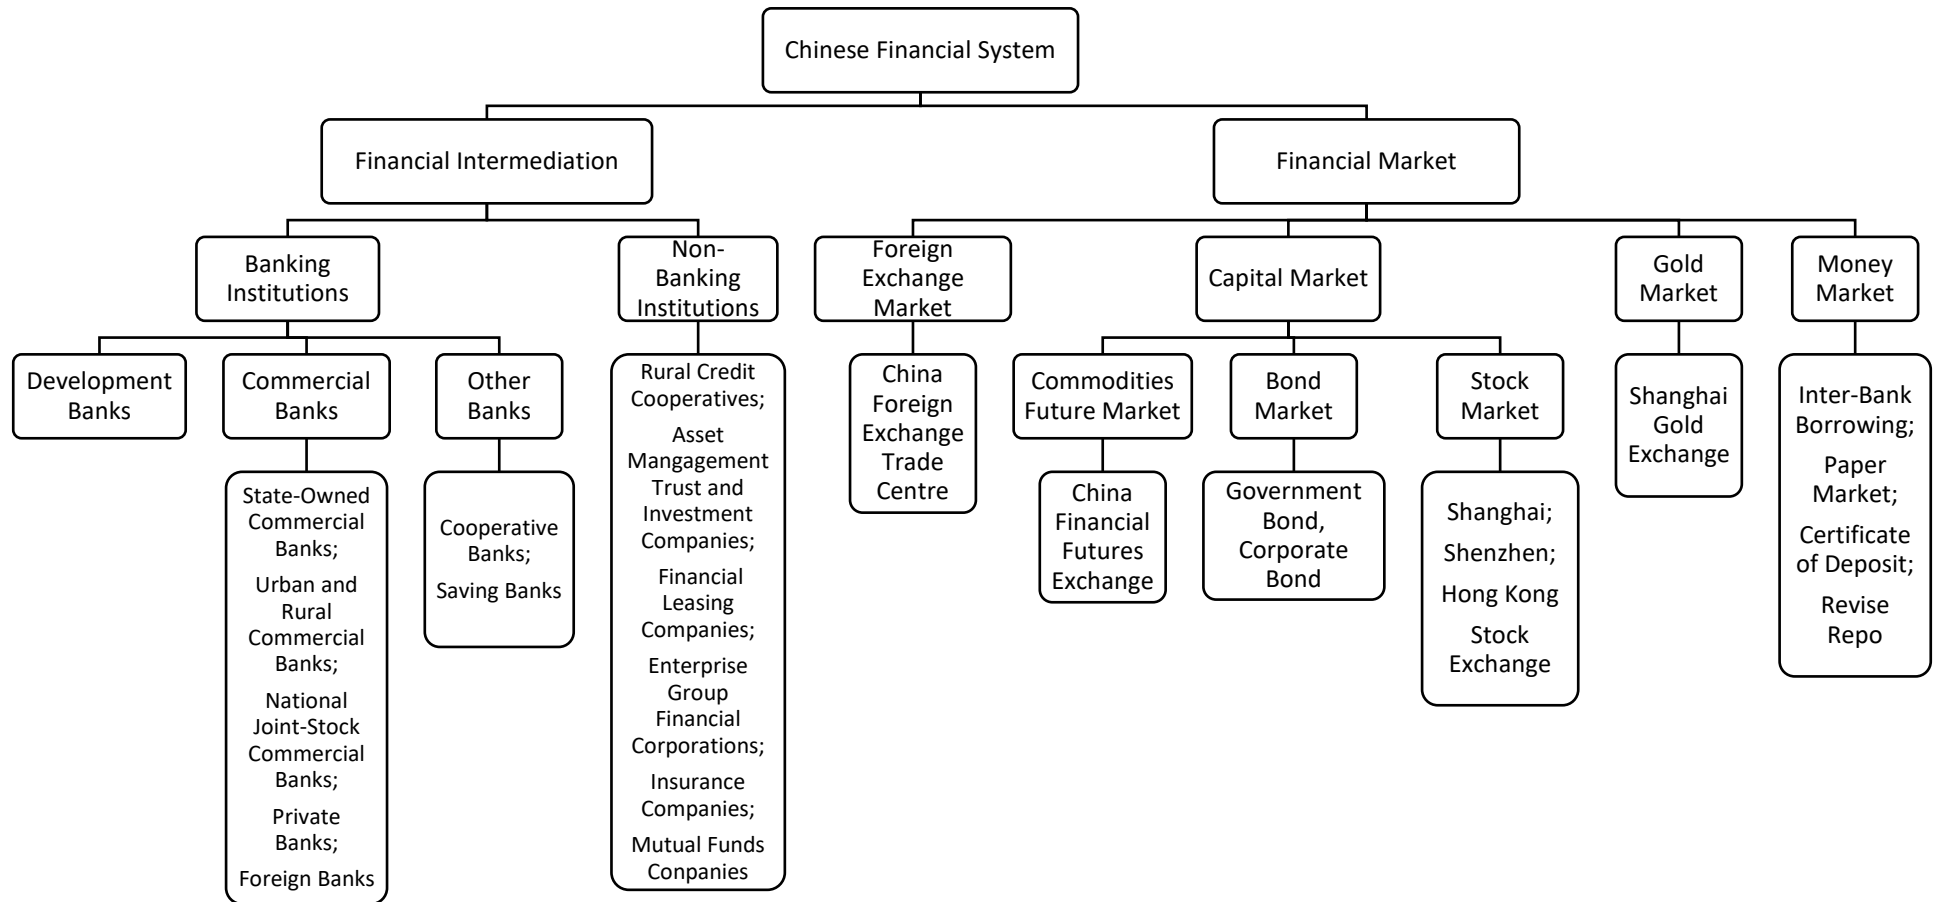 Chinese Financial System
Financial Intermediation
Financial Market
Banking
Institutions
Non-
Banking
Institutions
Foreign
Exchange
Market
Capital Market
Gold
Market
Money
Market
Development
Banks
Commercial
Banks
Other
Banks
Rural Credit
Cooperatives;
Asset
Mangagement
Trust and
Investment
Companies;
Financial
Leasing
Companies;
Enterprise
Group
Financial
Corporations;
Insurance
Companies;
Mutual Funds
Conpanies
China
Foreign
Exchange
Trade
Centre
Commodities
Future Market
Bond
Market
Stock
Market
Shanghai
Gold
Exchange
Inter-Bank
Borrowing;
Paper
Market;
Certificate
of Deposit;
Revise
Repo
State-Owned
Commercial
Banks;
Urban and
Rural
Commercial
Banks;
National
Joint-Stock
Commercial
Banks;
Private
Banks;
Foreign Banks
Cooperative
Banks;
Saving Banks
China
Financial
Futures
Exchange
Government
Bond,
Corporate
Bond
Shanghai;
Shenzhen;
Hong Kong
Stock
Exchange